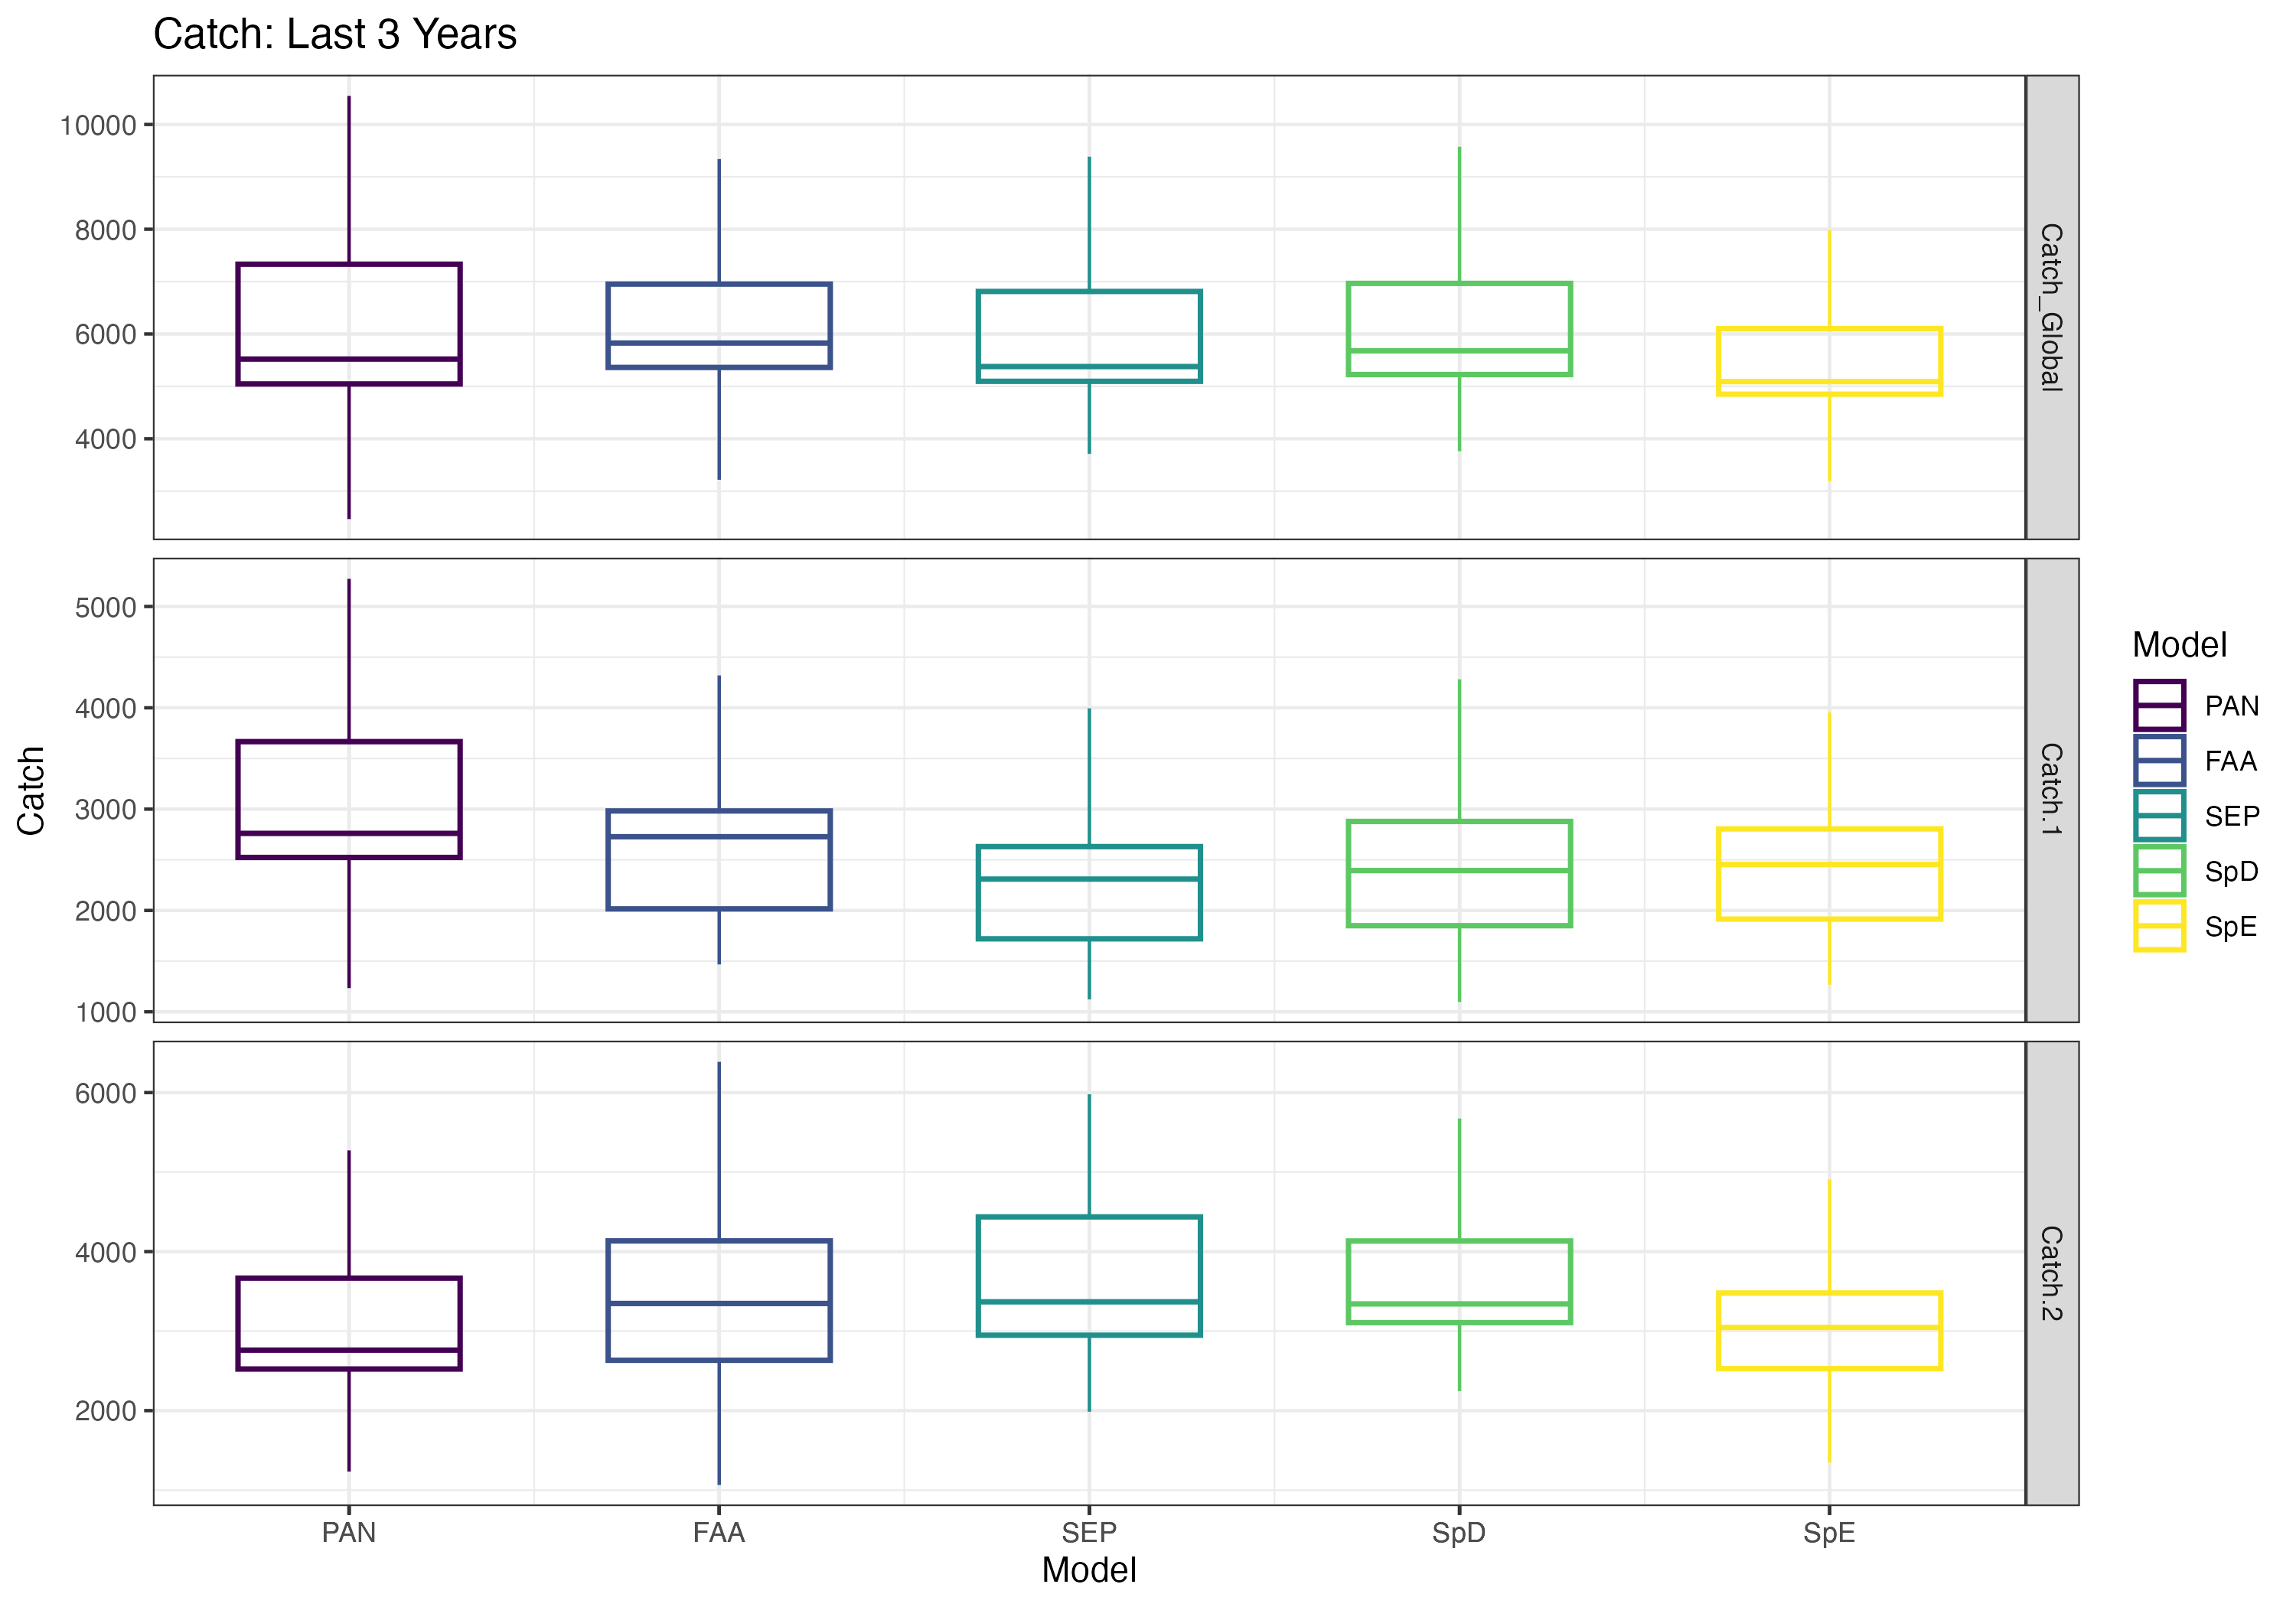 Catch: Last 3 Years
10000
8000
6000
4000
Catch_Global
5000
4000
3000
2000
1000
Catch.1
6000
4000
2000
Catch.2
Catch
PAN
FAA
SEP
SpD
SpE
Model
Model
PAN
FAA
SEP
SpD
SpE